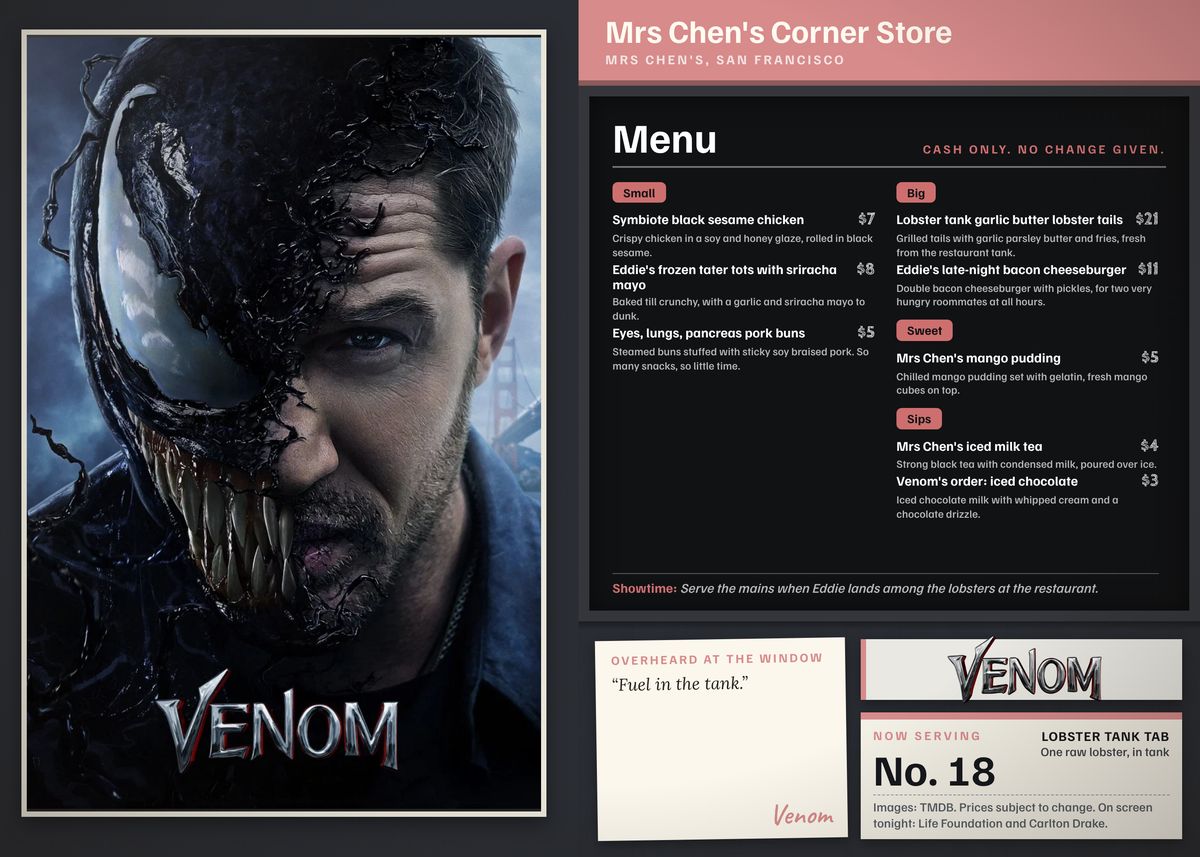 VENOM
Mrs Chen's Corner Store
MRS CHEN'S, SAN FRANCISCO
Menu
CASH ONLY. NO CHANGE GIVEN.
Small
Symbiote black sesame chicken $7
Crispy chicken in a soy and honey glaze, rolled in black
sesame.
Eddie's frozen tater tots with sriracha $8
mayo
Baked till crunchy, with a garlic and sriracha mayo to
dunk.
Eyes, lungs, pancreas pork buns $5
Steamed buns stuffed with sticky soy braised pork. So
many snacks, so little time.
Big
Lobster tank garlic butter lobster tails $21
Grilled tails with garlic parsley butter and fries, fresh
from the restaurant tank.
Eddie's late-night bacon cheeseburger $11
Double bacon cheeseburger with pickles, for two very
hungry roommates at all hours.
Sweet
Mrs Chen's mango pudding $5
Chilled mango pudding set with gelatin, fresh mango
cubes on top.
Sips
Mrs Chen's iced milk tea $4
Strong black tea with condensed milk, poured over ice.
Venom's order: iced chocolate $3
Iced chocolate milk with whipped cream and a
chocolate drizzle.
Showtime: Serve the mains when Eddie lands among the lobsters at the restaurant.
OVERHEARD AT THE WINDOW
“Fuel in the tank.”
Venom
VENOM
NOW SERVING
No. 18
LOBSTER TANK TAB
One raw lobster, in tank
Images: TMDB. Prices subject to change. On screen
tonight: Life Foundation and Carlton Drake.